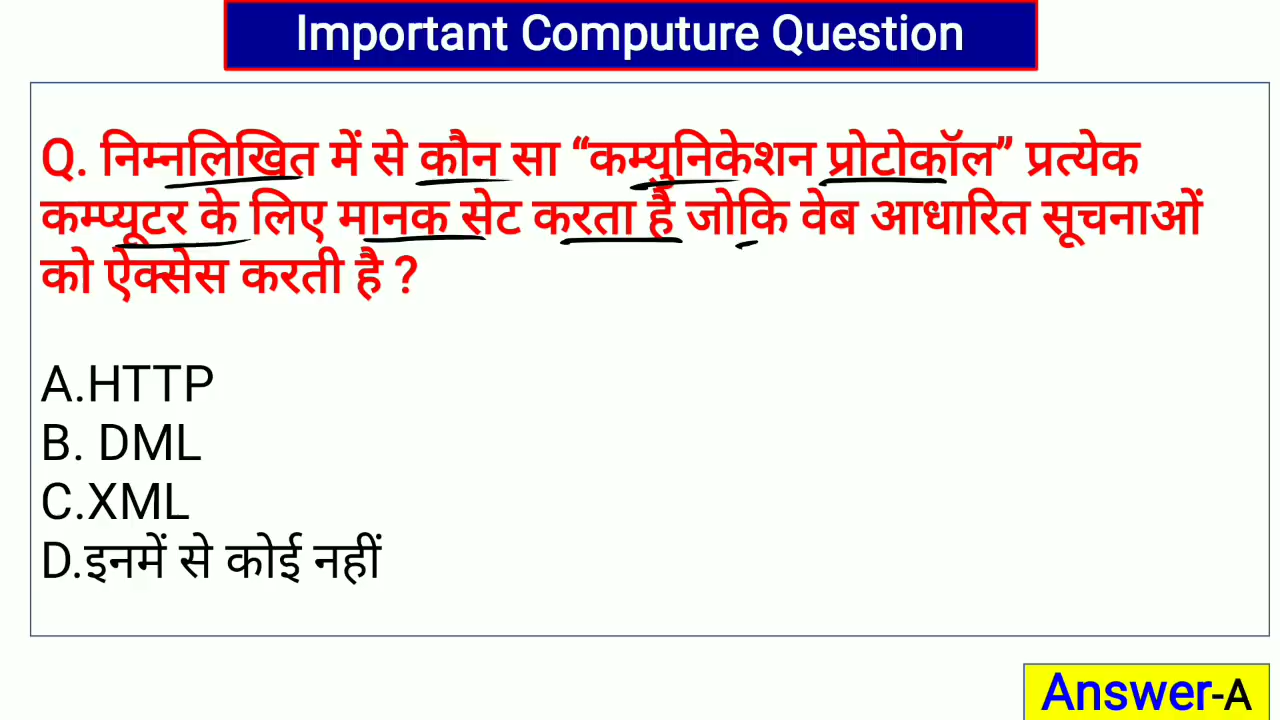 Important Computure Question
Q. निम्नलिखित में से कौन सा “कम्युनिकेशन प्रोटोकॉल” प्रत्येक
कम्प्यूटर के लिए मानक सेट करता है जोकि वेब आधारित सूचनाओं
को ऐक्सेस करती है ?
A.HTTP
B. DML
C.XML
D.इनमें से कोई नहीं
Answer-A